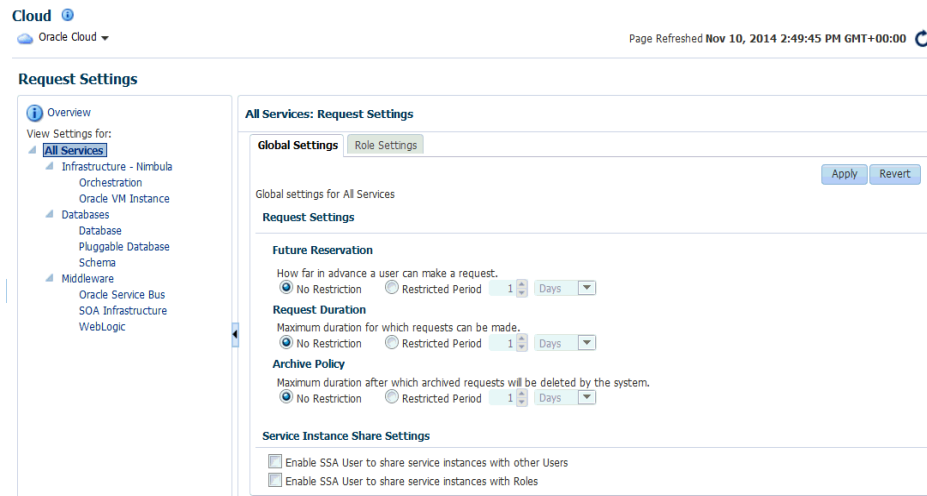 Cloud
Oracle Cloud
Page Refreshed Nov 10, 2014 2:49:45 PM GMT+00:00
Request Settings
Overview
View Settings for:
All Services
Infrastructure - Nimbula
Orchestration
Oracle VM Instance
Databases
Database
Pluggable Database
Schema
Middleware
Oracle Service Bus
SOA Infrastructure
WebLogic
All Services: Request Settings
Global Settings Role Settings
Apply Revert
Global settings for All Services
Request Settings
Future Reservation
How far in advance a user can make a request.
No Restriction Restricted Period 1 Days
Request Duration
Maximum duration for which requests can be made.
No Restriction Restricted Period 1 Days
Archive Policy
Maximum duration after which archived requests will be deleted by the system.
No Restriction Restricted Period 1 Days
Service Instance Share Settings
Enable SSA User to share service instances with other Users
Enable SSA User to share service instances with Roles